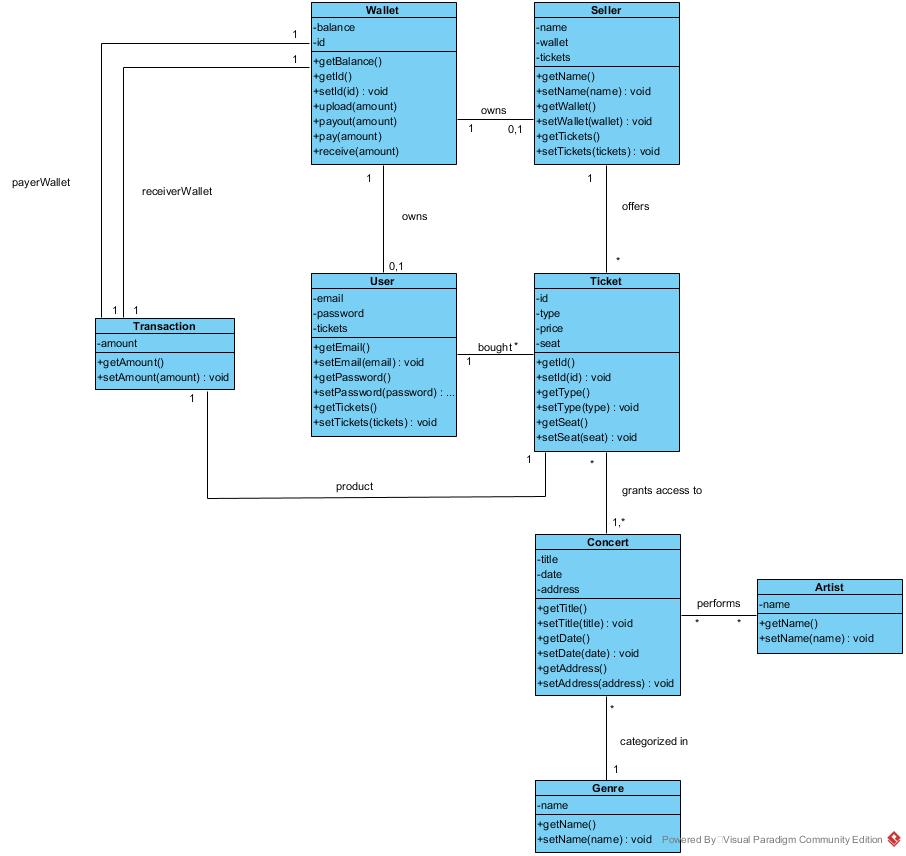 Wallet
-balance
-id
+getBalance()
+getId()
+setId(id) : void
+upload(amount)
+payout(amount)
+pay(amount)
+receive(amount)
Seller
-name
-wallet
-tickets
+getName()
+setName(name) : void
+getWallet()
+setWallet(wallet) : void
+getTickets()
+setTickets(tickets) : void
1
1
owns
1
0,1
payerWallet
receiverWallet
1
owns
0,1
1
offers
*
1
1
Transaction
-amount
+getAmount()
+setAmount(amount) : void
1
User
-email
-password
-tickets
+getEmail()
+setEmail(email) : void
+getPassword()
+setPassword(password) : ...
+getTickets()
+setTickets(tickets) : void
bought
*
1
Ticket
-id
-type
-price
-seat
+getId()
+setId(id) : void
+getType()
+setType(type) : void
+getSeat()
+setSeat(seat) : void
product
1
*
grants access to
1,*
Concert
-title
-date
-address
+getTitle()
+setTitle(title) : void
+getDate()
+setDate(date) : void
+getAddress()
+setAddress(address) : void
performs
*
*
Artist
-name
+getName()
+setName(name) : void
*
categorized in
1
Genre
-name
+getName()
+setName(name) : void
Powered By Visual Paradigm Community Edition